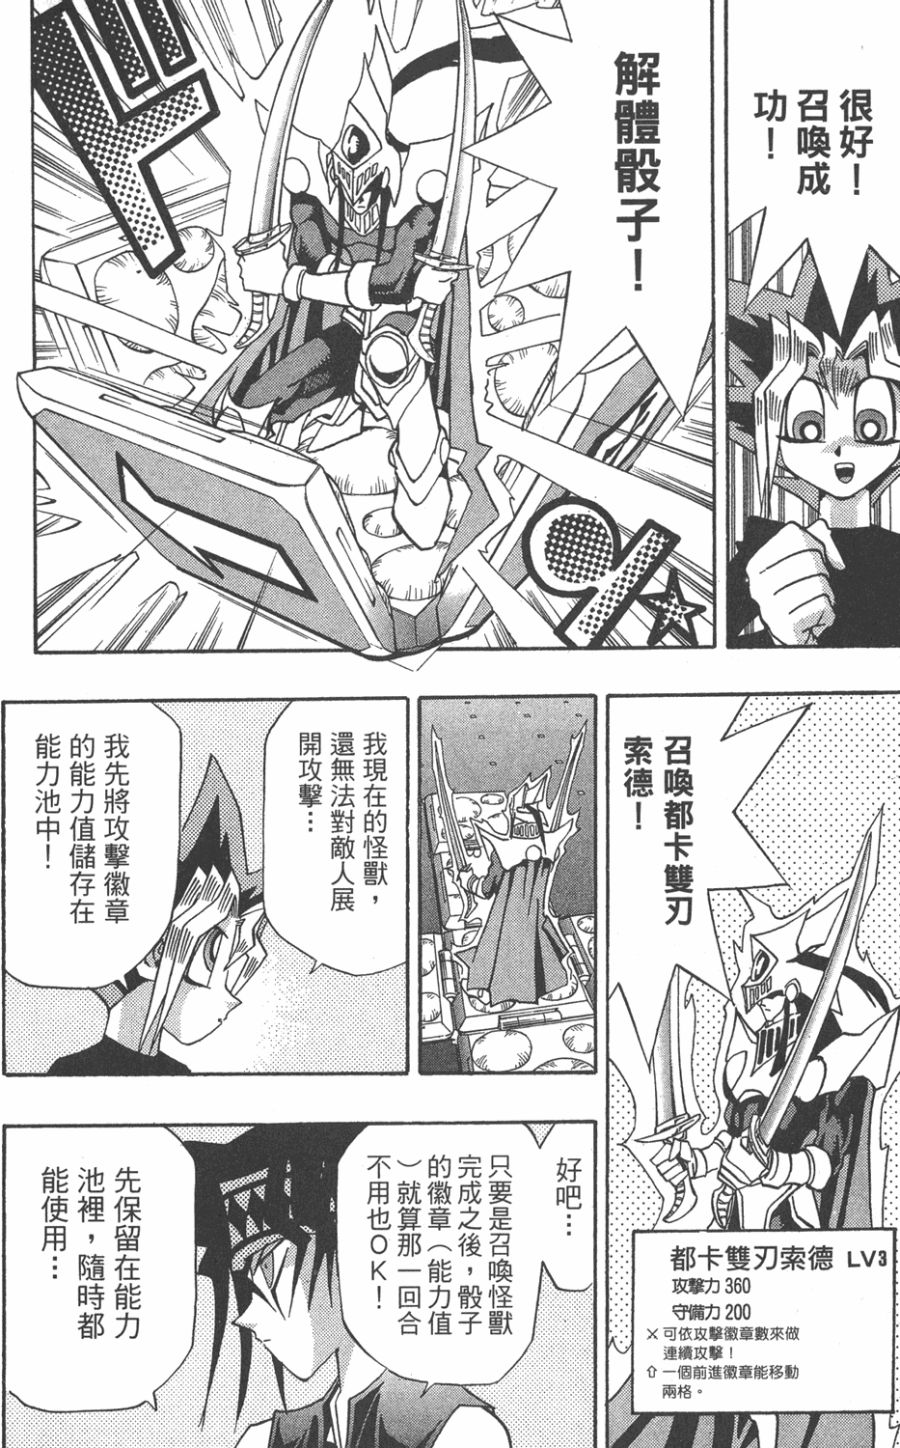 很好！
召喚成
功！
解體骰子！
ド
召喚都卡雙刃
索德！
都卡雙刃索德 LV3
攻擊力 360
守備力 200
×可依攻擊徽章數來做
連續攻擊！
⇧一個前進徽章能移動
兩格。
我現在的怪獸，
還無法對敵人展
開攻擊…
我先將攻擊徽章
的能力值儲存在
能力池中！
好吧…
只要是召喚怪獸
完成之後，骰子
的徽章（能力值
）就算那一回合
不用也OK！
先保留在能力
池裡，隨時都
能使用…